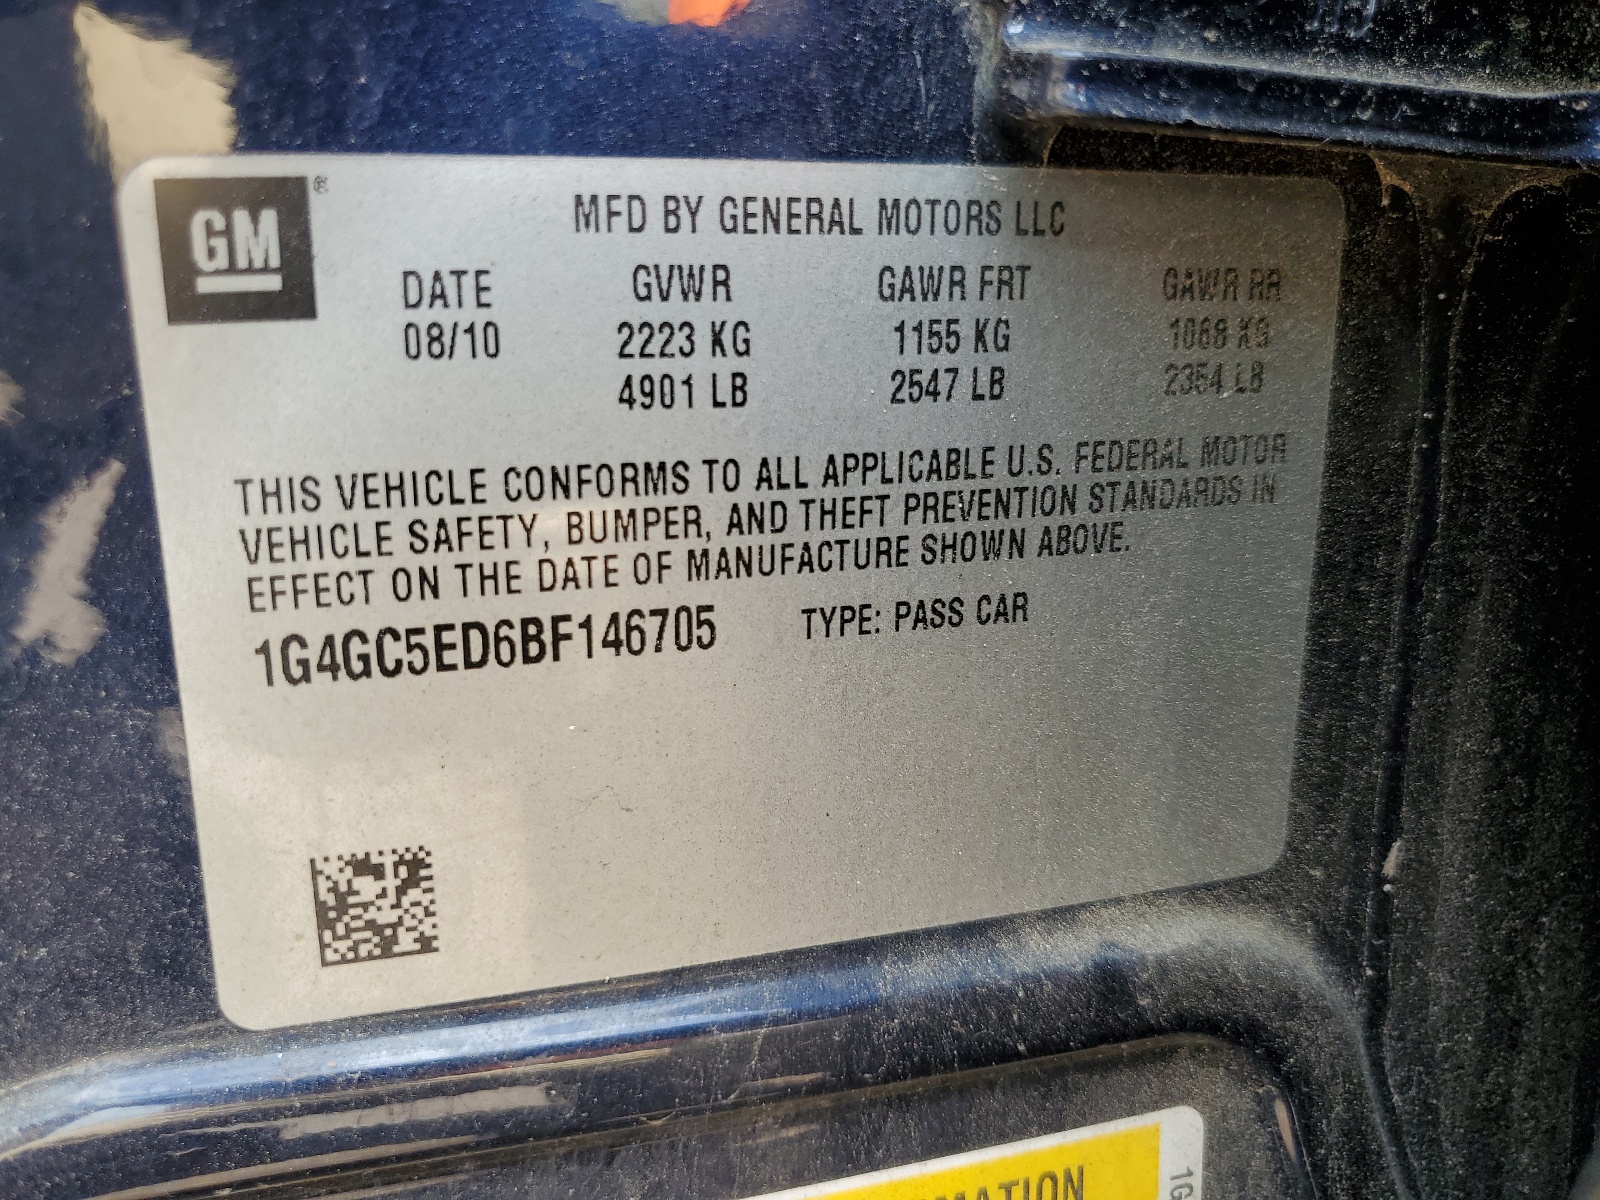 GM ®
MFD BY GENERAL MOTORS LLC
DATE GVWR GAWR FRT GAWR RR
08/10 2223 KG 1155 KG 1068 KG
4901 LB 2547 LB 2354 LB
THIS VEHICLE CONFORMS TO ALL APPLICABLE U.S. FEDERAL MOTOR
VEHICLE SAFETY, BUMPER, AND THEFT PREVENTION STANDARDS IN
EFFECT ON THE DATE OF MANUFACTURE SHOWN ABOVE.
1G4GC5ED6BF146705 TYPE: PASS CAR